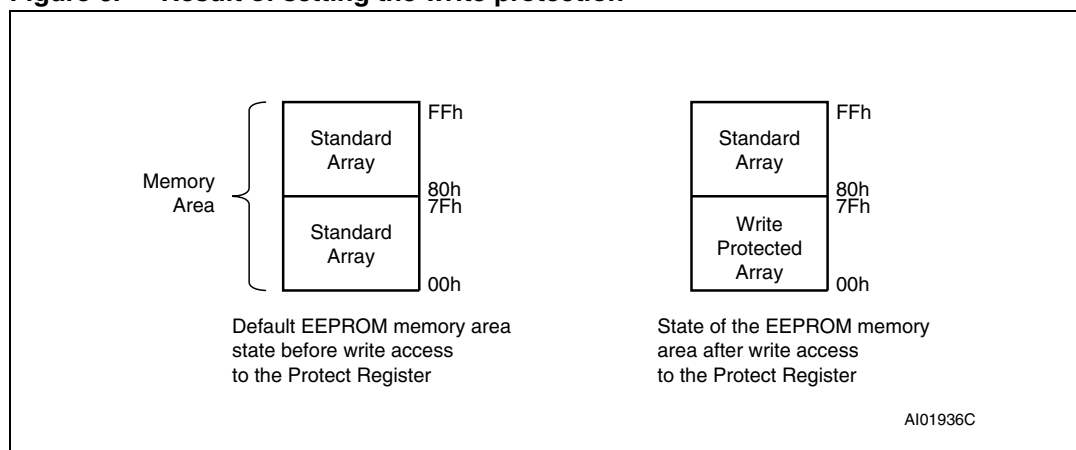 Figure Result of setting the write protection
FFh
Standard
Array
80h
7Fh
Standard
Array
00h
Memory
Area
Default EEPROM memory area
state before write access
to the Protect Register
FFh
Standard
Array
80h
7Fh
Write
Protected
Array
00h
State of the EEPROM memory
area after write access
to the Protect Register
AI01936C